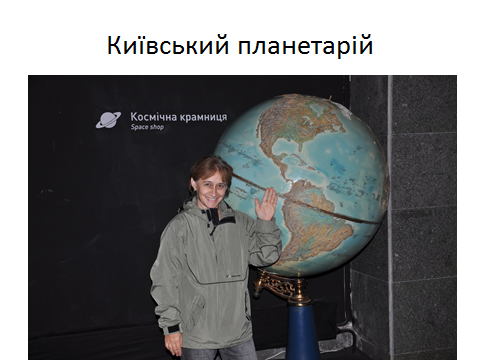 Київський планетарій
Космічна крамниця
Space shop